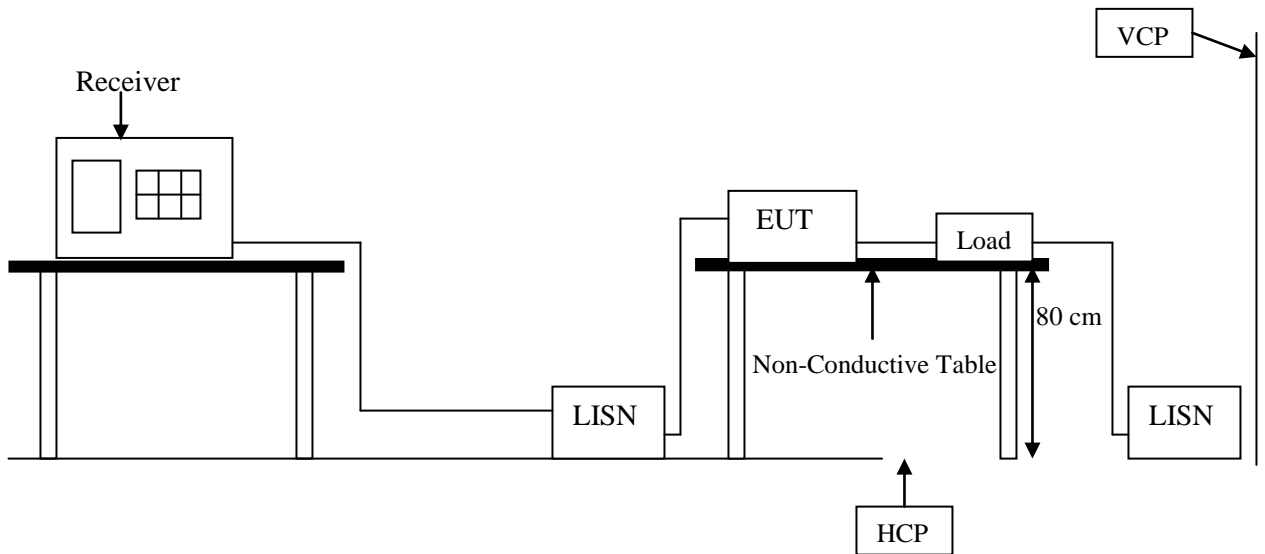 VCP
Receiver
EUT
Load
80 cm
Non-Conductive Table
LISN
LISN
HCP